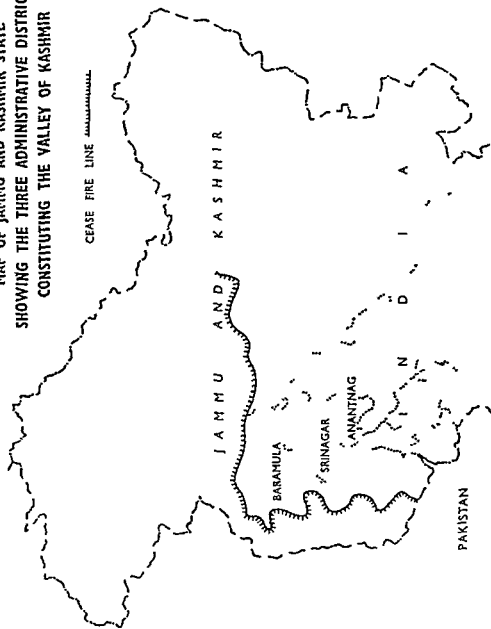 MAP OF JAMMU AND KASHMIR STATE
SHOWING THE THREE ADMINISTRATIVE
CONSTITUTING THE VALLEY OF KASHMIR
CEASE FIRE LINE
JAMMU AND KASHMIR
BARAMULA
SRINAGAR
ANANTNAG
INDIA
PAKISTAN